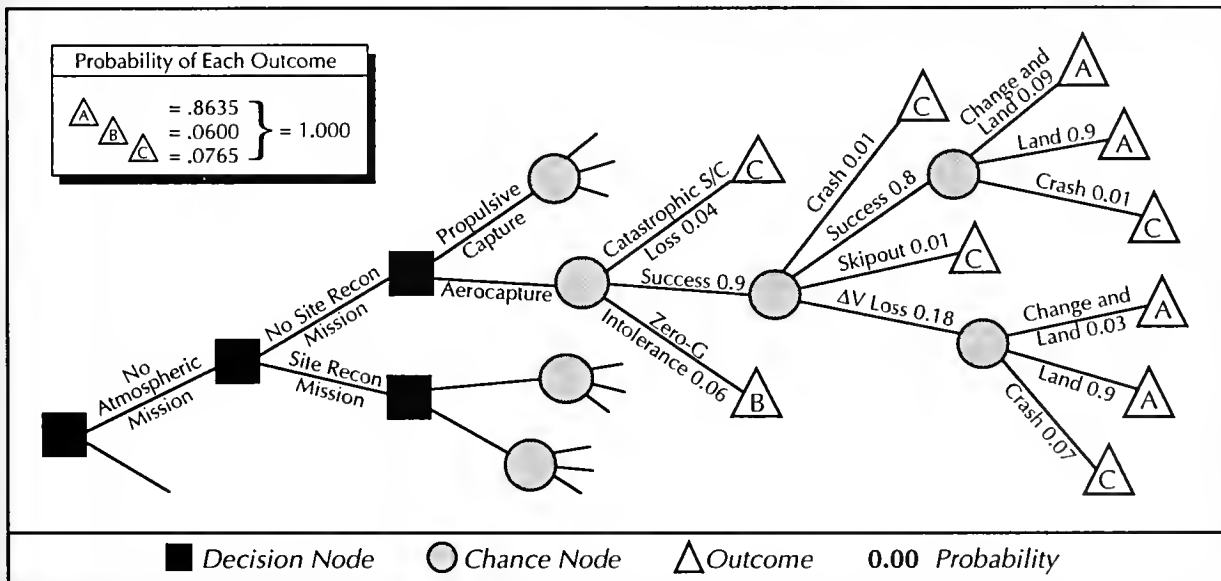 Probability of Each Outcome
A = .8635
B = .0600 } = 1.000
C = .0765
No
Atmospheric
Mission
No Site Recon
Mission
Site Recon
Mission
Propulsive
Capture
Aerocapture
Catastrophic S/C
Loss 0.04
C
Success 0.9
Zero-G
Intolerance 0.06
B
Crash 0.01
C
Success 0.8
Skipout 0.01
C
ΔV Loss 0.18
Change and
Land 0.09
A
Land 0.9
A
Crash 0.01
C
Change and
Land 0.03
A
Land 0.9
A
Crash 0.07
C
Decision Node
Chance Node
Outcome
0.00 Probability